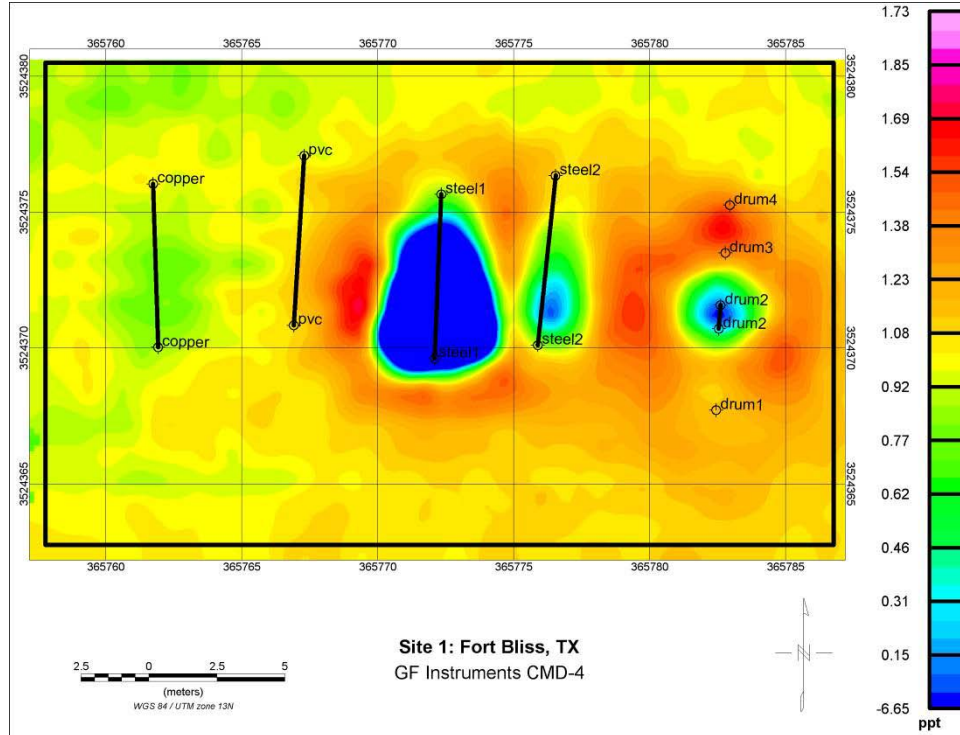 365760 365765 365770 365775 365780 365785
3524380 3524380
pvc
copper
steel2
steel1
drum4
3524375 3524375
drum3
drum2
pvc
drum2
copper
steel1
steel2
3524370 3524370
drum1
3524365 3524365
365760 365765 365770 365775 365780 365785
1.73
1.85
1.69
1.54
1.38
1.23
1.08
0.92
0.77
0.62
0.46
0.31
0.15
-6.65
ppt
Site 1: Fort Bliss, TX
GF Instruments CMD-4
2.5 0 2.5 5
(meters)
WGS 84 / UTM zone 13N
N